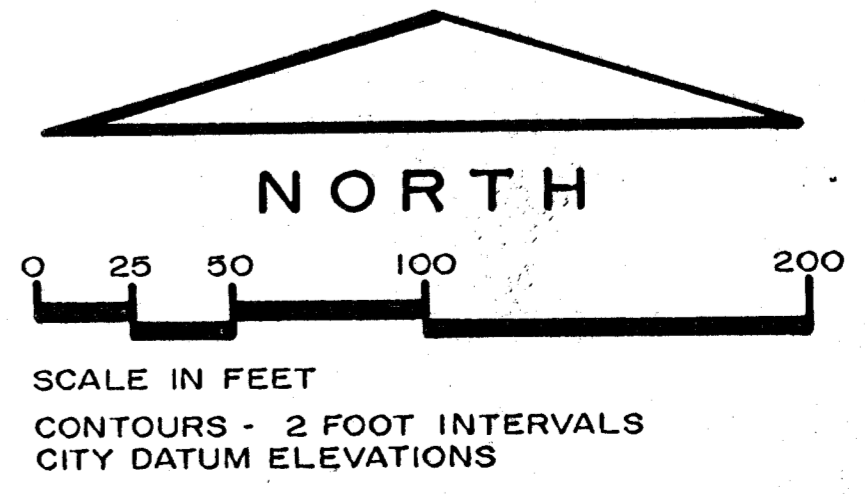 NORTH
0 25 50 100 200
SCALE IN FEET
CONTOURS - 2 FOOT INTERVALS
CITY DATUM ELEVATIONS